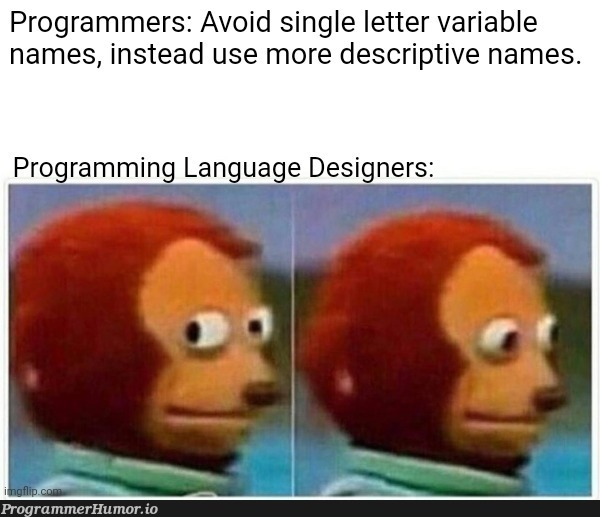 Programmers: Avoid single letter variable
names, instead use more descriptive names.
Programming Language Designers:
imgflip.com
ProgrammerHumor.io